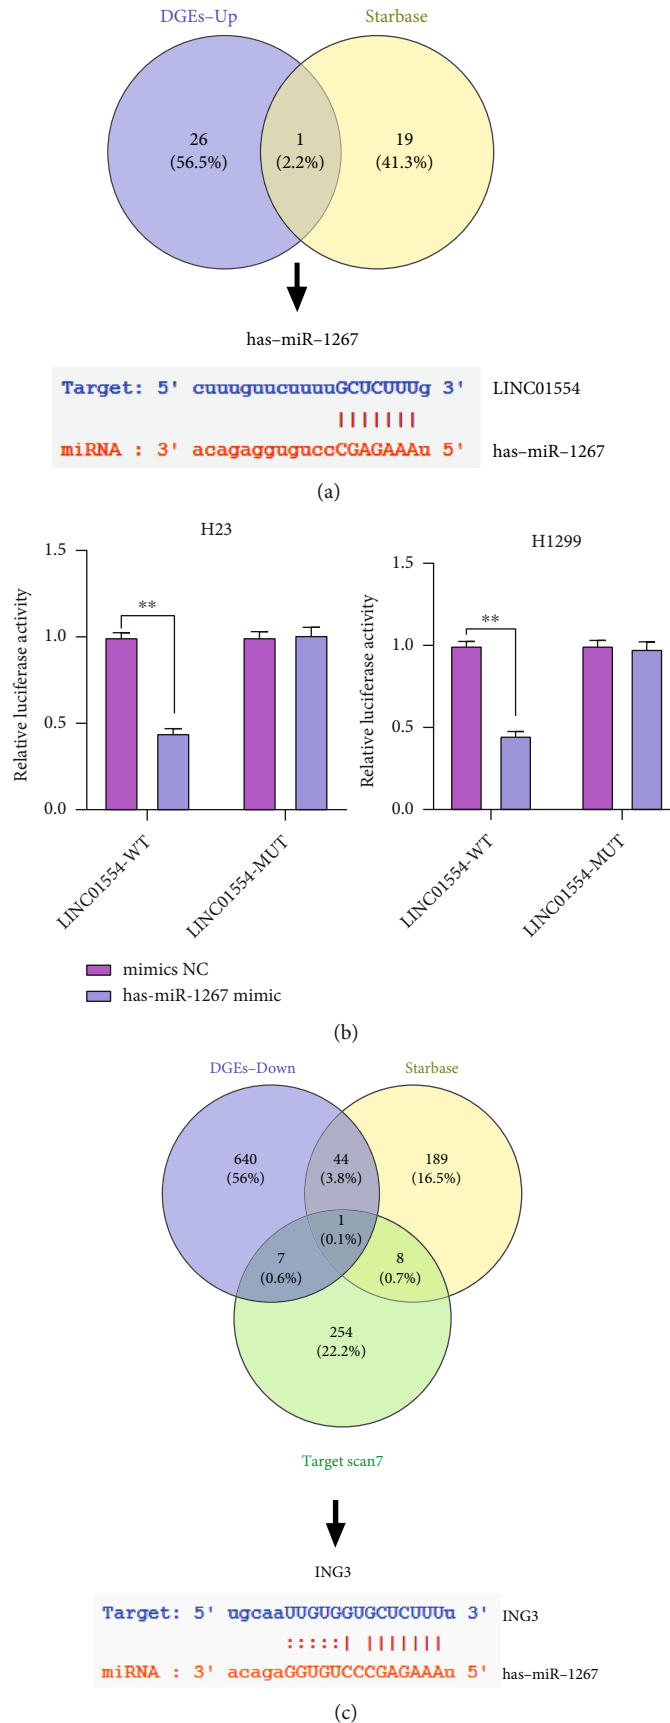 DGEs–Up Starbase
26 1 19
(56.5%) (2.2%) (41.3%)
has–miR–1267
Target: 5' cuuuguucuuuuGCUCUUUg 3' LINC01554
|||||||
miRNA : 3' acagagguguccCGAGAAAu 5' has–miR–1267
(a)
H23
Relative luciferase activity
1.5
1.0
0.5
0.0
**
LINC01554-WT
LINC01554-MUT
H1299
Relative luciferase activity
1.5
1.0
0.5
0.0
**
LINC01554-WT
LINC01554-MUT
mimics NC
has-miR-1267 mimic
(b)
DGEs–Down Starbase
640 44 189
(56%) (3.8%) (16.5%)
1
(0.1%)
7 8
(0.6%) (0.7%)
254
(22.2%)
Target scan7
ING3
Target: 5' ugcaaUUGUGGUGCUCUUUu 3' ING3
:::::| |||||||
miRNA : 3' acagaGGUGUCCCGAGAAAu 5' has–miR–1267
(c)